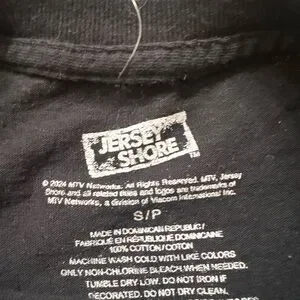 JERSEY
SHORE
TM
© 2024 MTV Networks. All Rights Reserved. MTV, Jersey
Shore and all related titles and logos are trademarks of
MTV Networks, a division of Viacom International Inc.
S/P
MADE IN DOMINICAN REPUBLIC/
FABRIQUÉ EN RÉPUBLIQUE DOMINICAINE
100% COTTON/COTON
MACHINE WASH COLD WITH LIKE COLORS
ONLY NON-CHLORINE BLEACH WHEN NEEDED.
TUMBLE DRY LOW. DO NOT IRON IF
DECORATED. DO NOT DRY CLEAN.